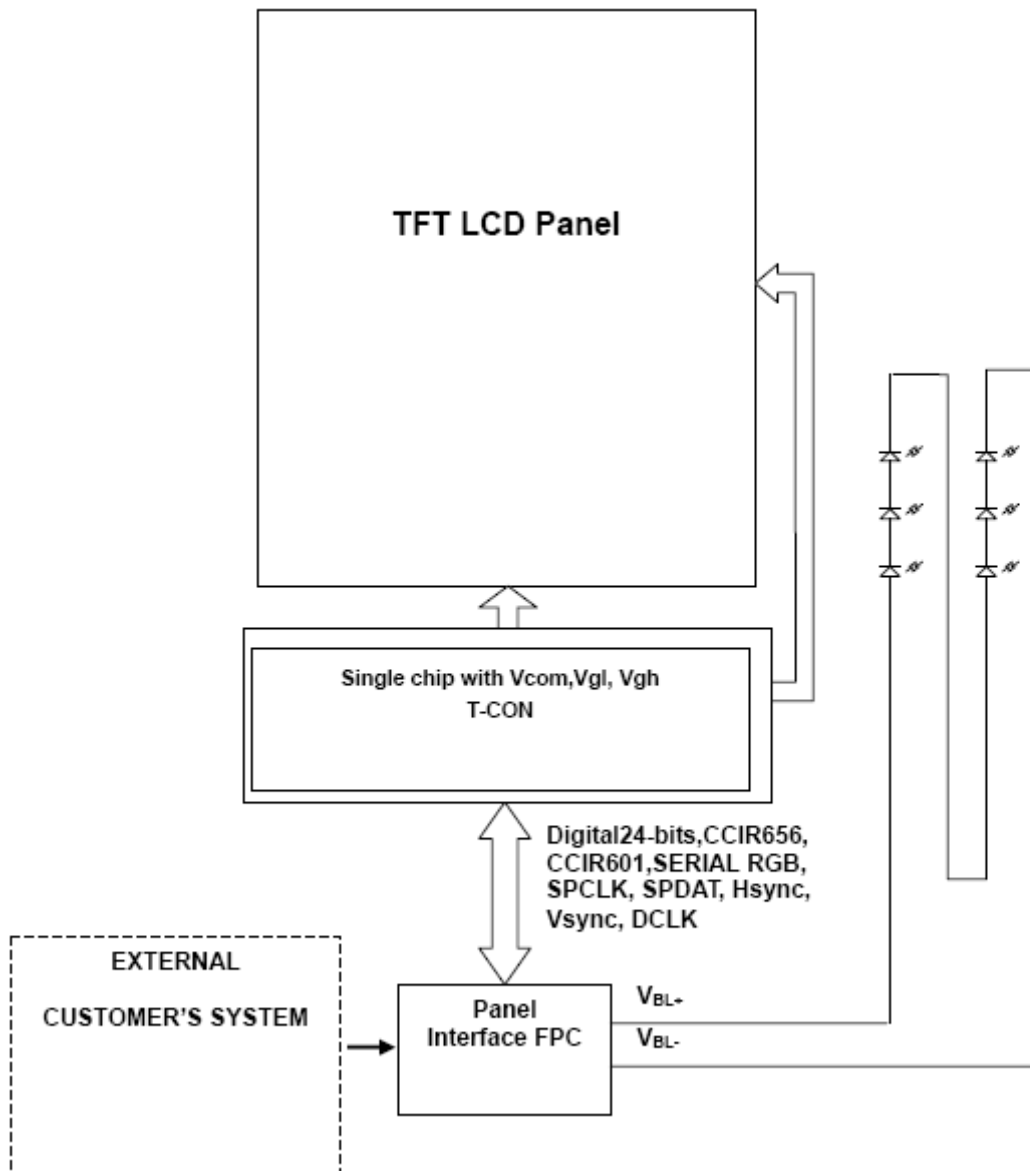 TFT LCD Panel
Single chip with Vcom,Vgl, Vgh
T-CON
Digital24-bits,CCIR656,
CCIR601,SERIAL RGB,
SPCLK, SPDAT, Hsync,
Vsync, DCLK
EXTERNAL
CUSTOMER'S SYSTEM
Panel
Interface FPC
VBL+
VBL-